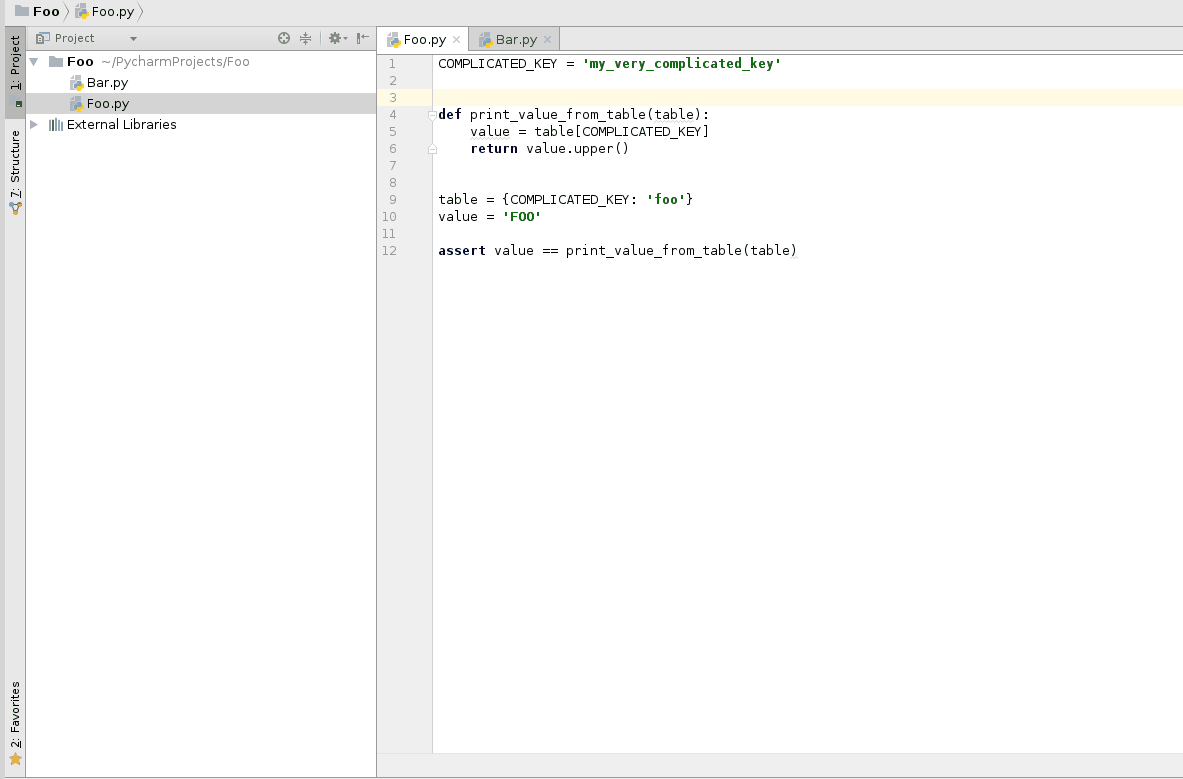 Foo Foo.py
1: Project
7: Structure
2: Favorites
Project
Foo ~/PycharmProjects/Foo
Bar.py
Foo.py
External Libraries
Foo.py Bar.py
1 COMPLICATED_KEY = 'my_very_complicated_key'
2
3
4 def print_value_from_table(table):
5     value = table[COMPLICATED_KEY]
6     return value.upper()
7
8
9 table = {COMPLICATED_KEY: 'foo'}
10 value = 'FOO'
11
12 assert value == print_value_from_table(table)